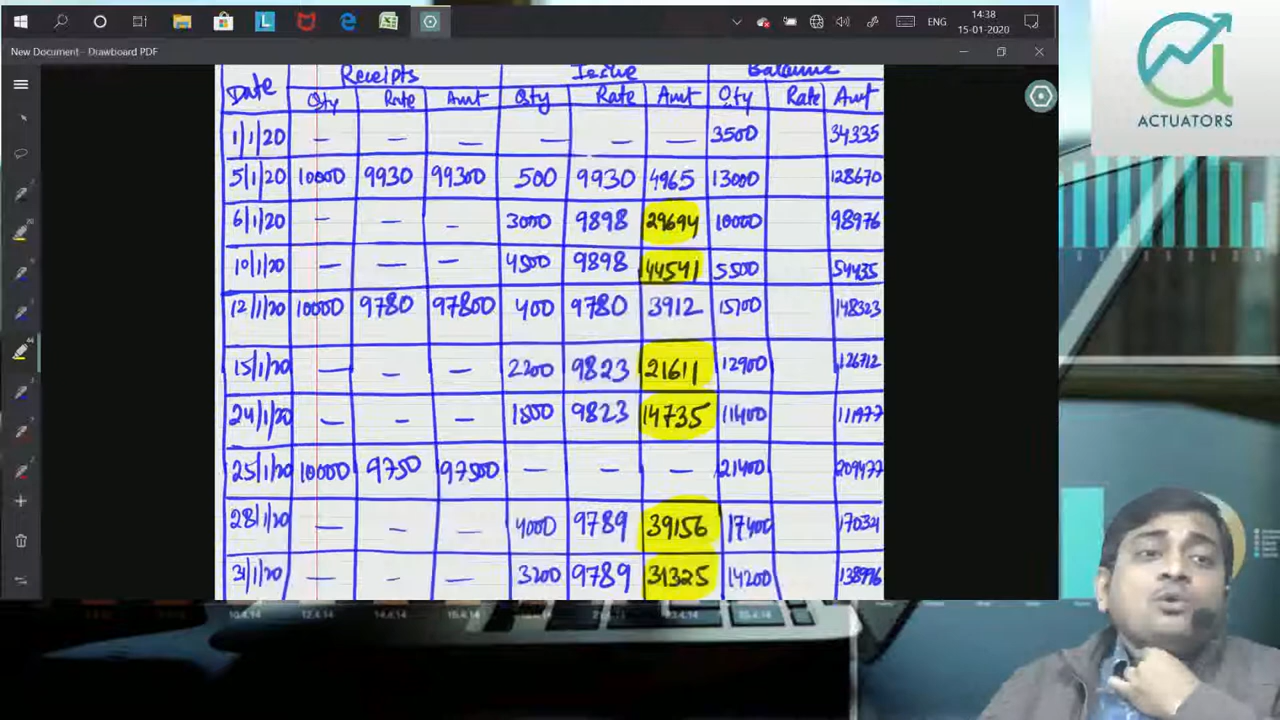 14:38
ENG
15-01-2020
New Document - Drawboard PDF
ACTUATORS
Receipts Issue Balance
Date Qty Rate Amt Qty Rate Amt Qty Rate Amt
1/1/20 — — — — — — 3500 34335
5/1/20 10000 9930 99300 500 9930 4965 13000 128670
6/1/20 — — — 3000 9898 29694 10000 98976
10/1/20 — — — 4500 9898 44541 5500 54435
12/1/20 10000 9780 97800 400 9780 3912 15100 148323
15/1/20 — — — 2200 9823 21611 12900 126712
24/1/20 — — — 1500 9823 14735 11400 111977
25/1/20 10000 9750 97500 — — — 21400 209477
28/1/20 — — — 4000 9789 39156 17400 170321
31/1/20 — — — 3200 9789 31325 14200 138996